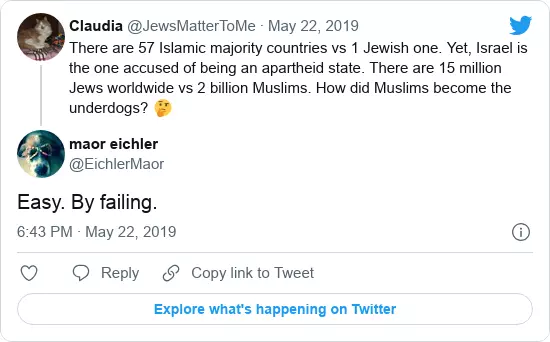 Claudia @JewsMatterToMe · May 22, 2019
There are 57 Islamic majority countries vs 1 Jewish one. Yet, Israel is
the one accused of being an apartheid state. There are 15 million
Jews worldwide vs 2 billion Muslims. How did Muslims become the
underdogs? 🤔
maor eichler
@EichlerMaor
Easy. By failing.
6:43 PM · May 22, 2019
Reply
Copy link to Tweet
Explore what's happening on Twitter